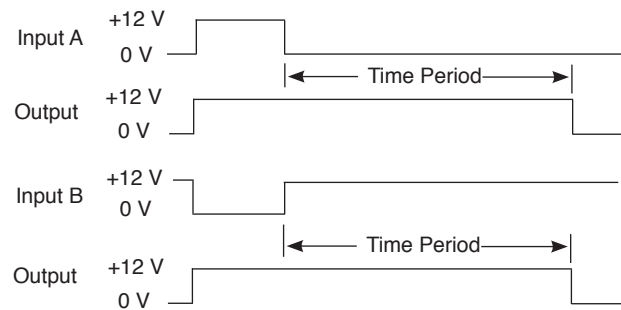 +12 V
Input A
0 V
Time Period
+12 V
Output
0 V
+12 V
Input B
0 V
Time Period
+12 V
Output
0 V